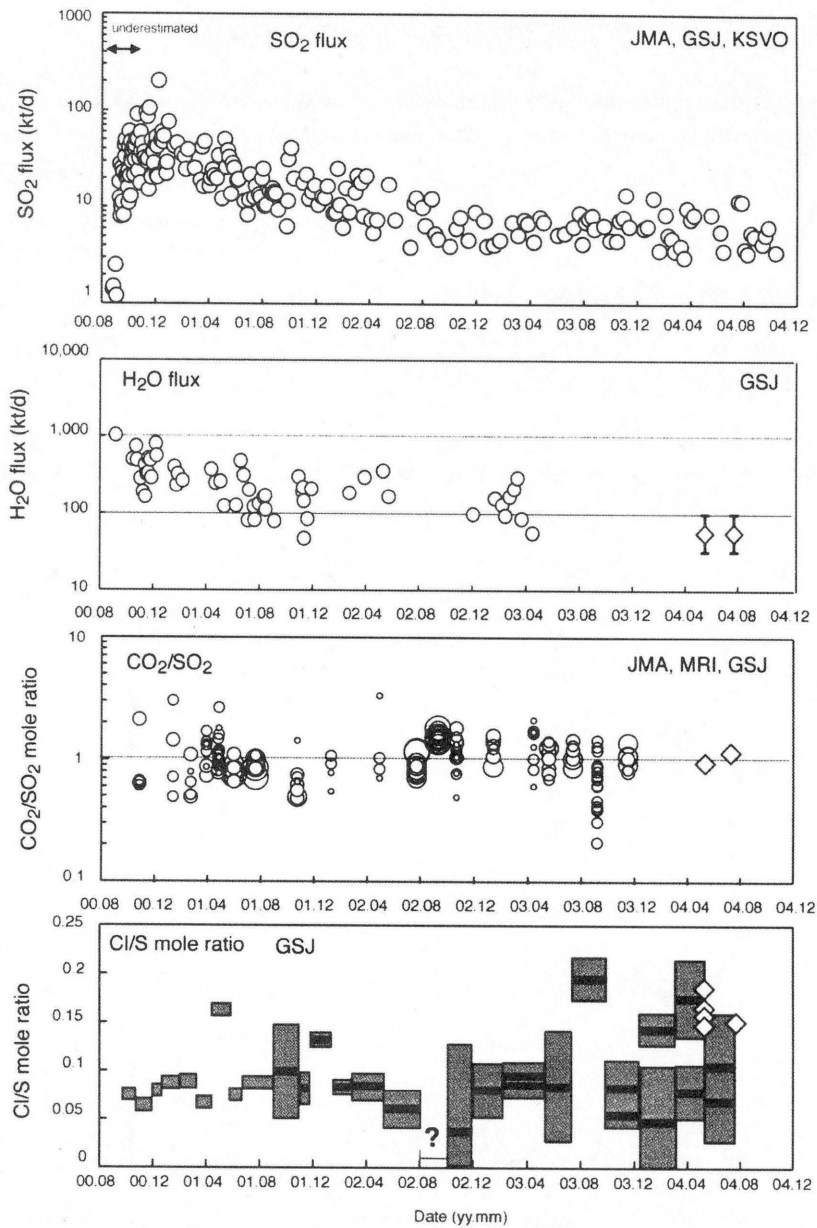 1000
underestimated
SO2 flux
JMA, GSJ, KSVO
100
10
1
SO2 flux (kt/d)
00.08 00.12 01.04 01.08 01.12 02.04 02.08 02.12 03.04 03.08 03.12 04.04 04.08 04.12
10,000
H2O flux
GSJ
1,000
100
10
H2O flux (kt/d)
00.08 00.12 01.04 01.08 01.12 02.04 02.08 02.12 03.04 03.08 03.12 04.04 04.08 04.12
10
CO2/SO2
JMA, MRI, GSJ
1
0 1
CO2/SO2 mole ratio
00.08 00.12 01.04 01.08 01.12 02.04 02.08 02.12 03.04 03.08 03.12 04.04 04.08 04.12
0.25
Cl/S mole ratio GSJ
0.2
0.15
0.1
0.05
0
?
Cl/S mole ratio
00.08 00.12 01.04 01.08 01.12 02.04 02.08 02.12 03.04 03.08 03.12 04.04 04.08 04.12
Date (yy.mm)